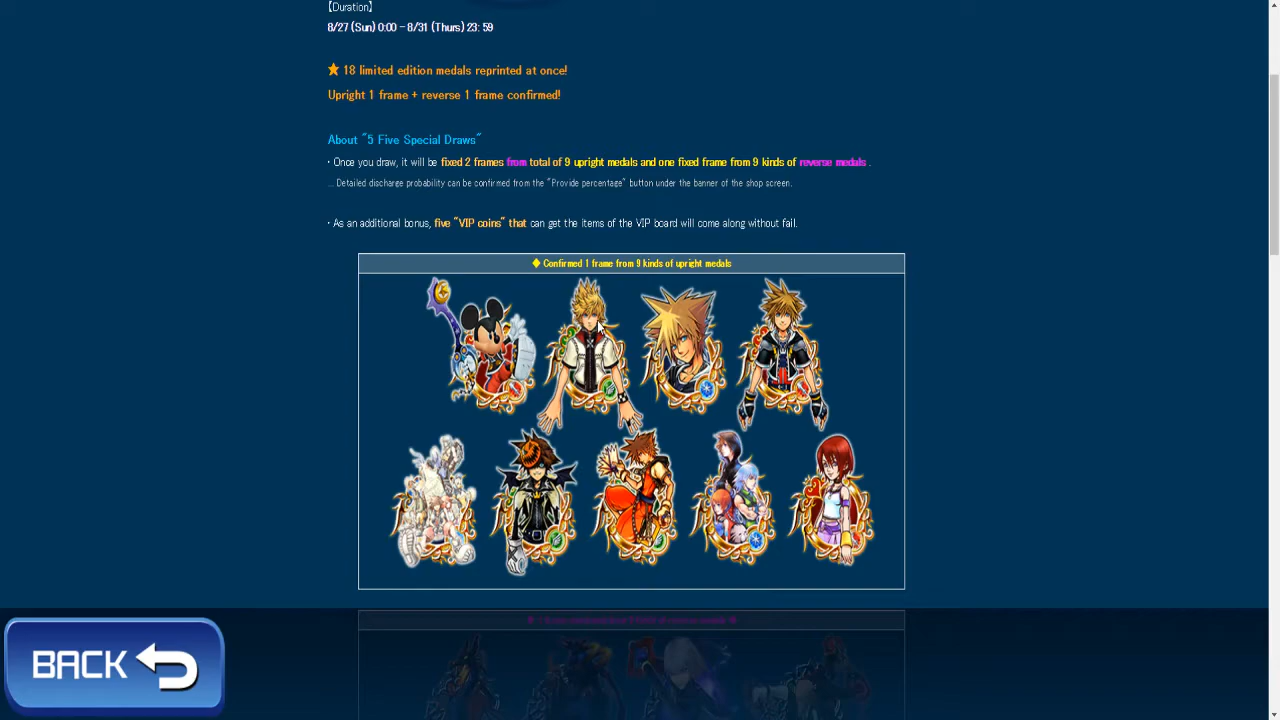 【Duration】
8/27 (Sun) 0:00 - 8/31 (Thurs) 23: 59
★ 18 limited edition medals reprinted at once!
Upright 1 frame + reverse 1 frame confirmed!
About "5 Five Special Draws"
・Once you draw, it will be fixed 2 frames from total of 9 upright medals and one fixed frame from 9 kinds of reverse medals .
... Detailed discharge probability can be confirmed from the "Provide percentage" button under the banner of the shop screen.
・As an additional bonus, five "VIP coins" that can get the items of the VIP board will come along without fail.
◆ Confirmed 1 frame from 9 kinds of upright medals
BACK